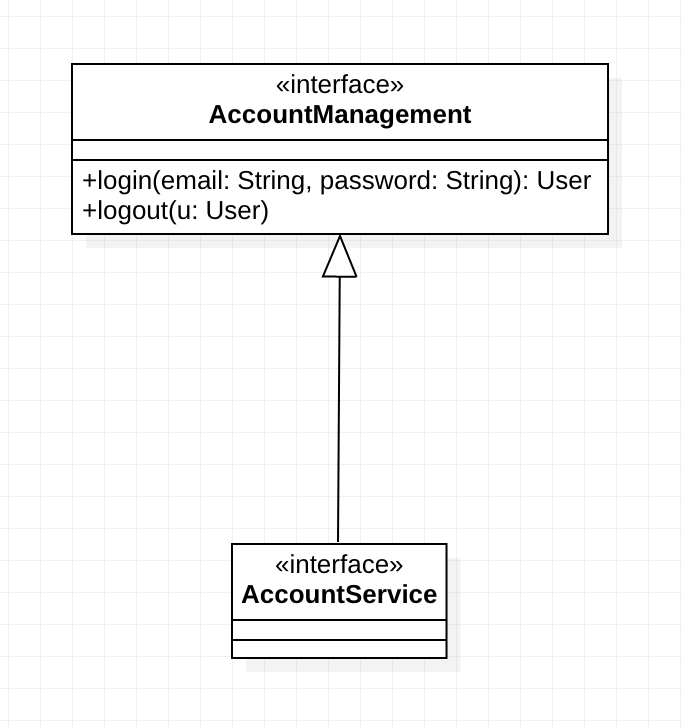 «interface»
AccountManagement
+login(email: String, password: String): User
+logout(u: User)
«interface»
AccountService